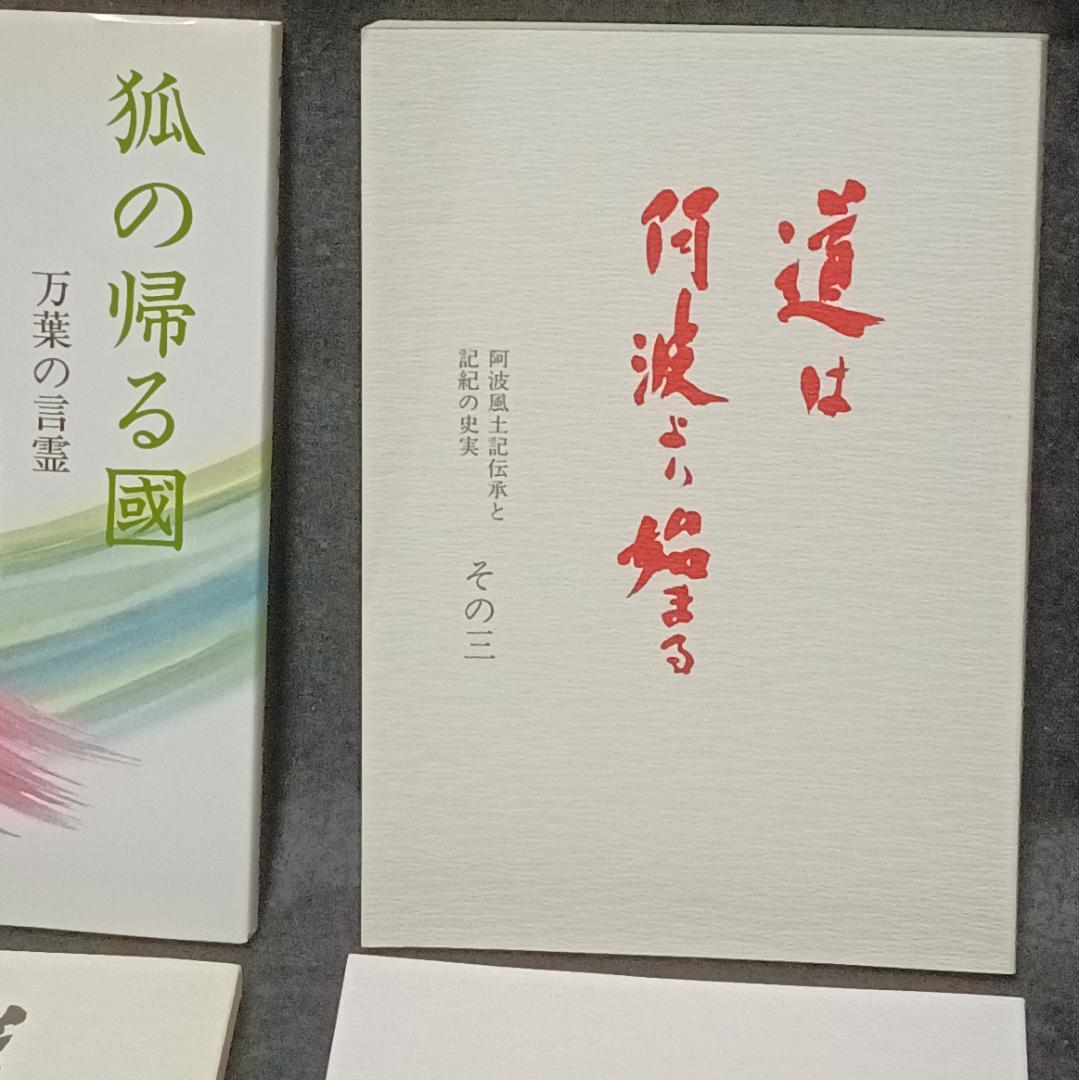 狐の帰る國
万葉の言霊
道は
阿波より始まる
阿波風土記伝承と
記紀の史実
その三